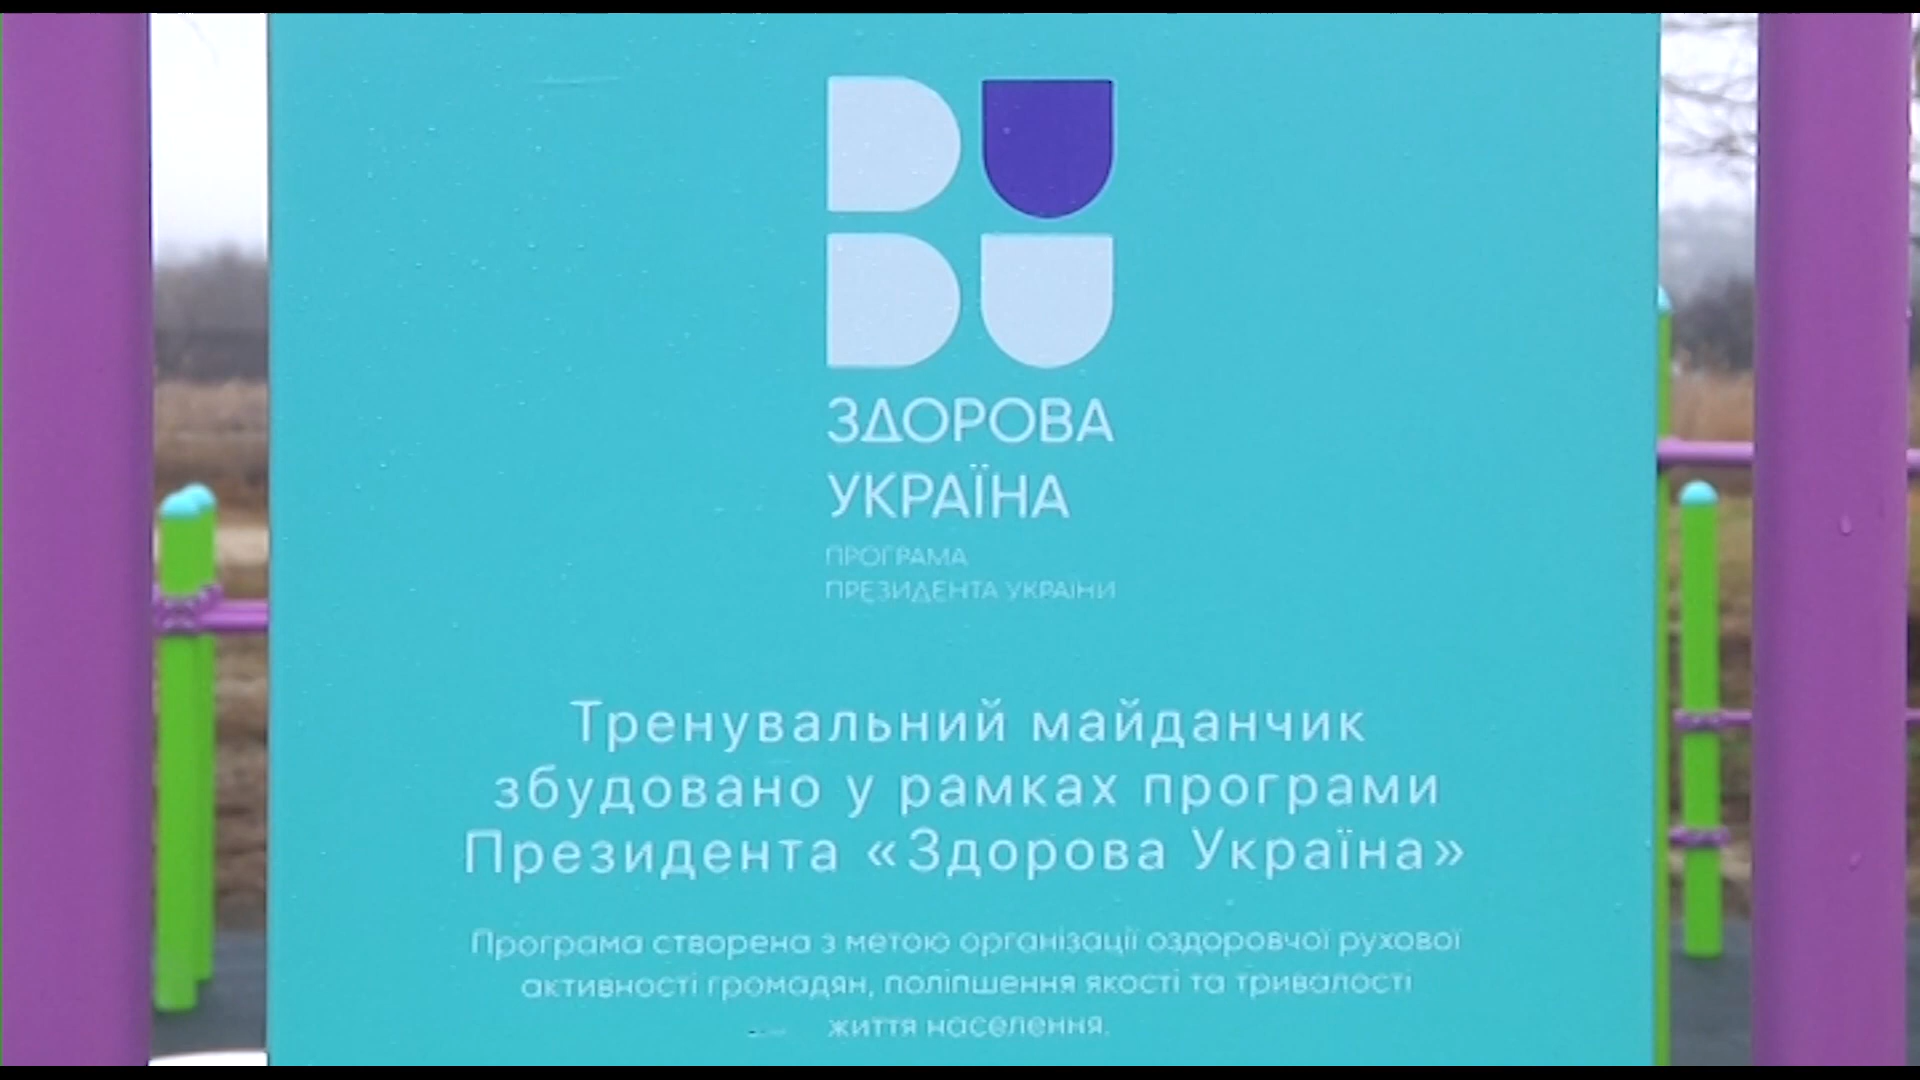 ЗДОРОВА
УКРАЇНА
ПРОГРАМА
ПРЕЗИДЕНТА УКРАЇНИ
Тренувальний майданчик
збудовано у рамках програми
Президента «Здорова Україна»
Програма створена з метою організації оздоровчої рухової
активності громадян, поліпшення якості та тривалості
життя населення.